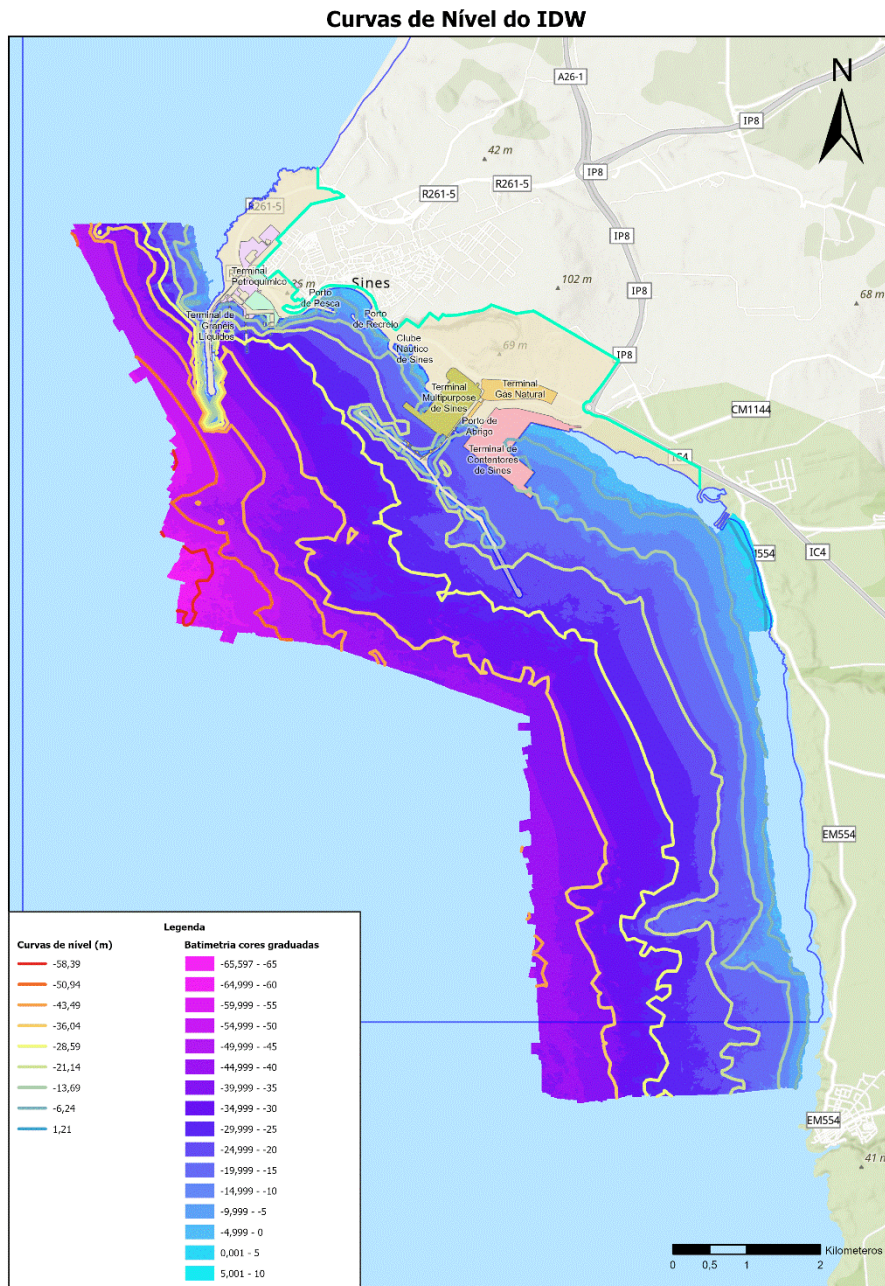 Curvas de Nível do IDW
N
A26-1
IP8
42 m
R261-5
IP8
R261-5
R261-5
IP8
Terminal
Petroquímico
26 m
Sines
102 m
IP8
68 m
Porto
de Pesca
Porto
de Recreio
Terminal de
Granéis
Líquidos
Clube
Náutico
de Sines
69 m
IP8
Terminal
Multipurpose
de Sines
Terminal
Gás Natural
CM1144
Porto de
Abrigo
Terminal de
Contentores
de Sines
IC4
IC4
EM554
EM554
41 m
Legenda
Curvas de nível (m)
-58,39
-50,94
-43,49
-36,04
-28,59
-21,14
-13,69
-6,24
1,21
Batimetria cores graduadas
-65,597 - -65
-64,999 - -60
-59,999 - -55
-54,999 - -50
-49,999 - -45
-44,999 - -40
-39,999 - -35
-34,999 - -30
-29,999 - -25
-24,999 - -20
-19,999 - -15
-14,999 - -10
-9,999 - -5
-4,999 - 0
0,001 - 5
5,001 - 10
Kilometeros
0 0,5 1 2